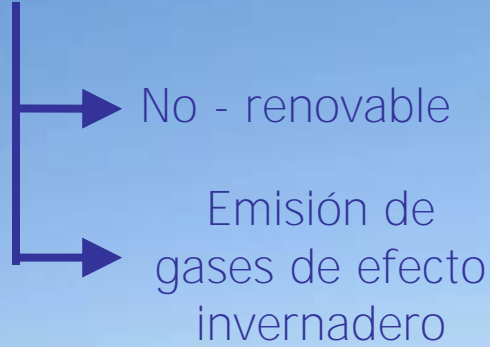 No - renovable
Emisión de
gases de efecto
invernadero